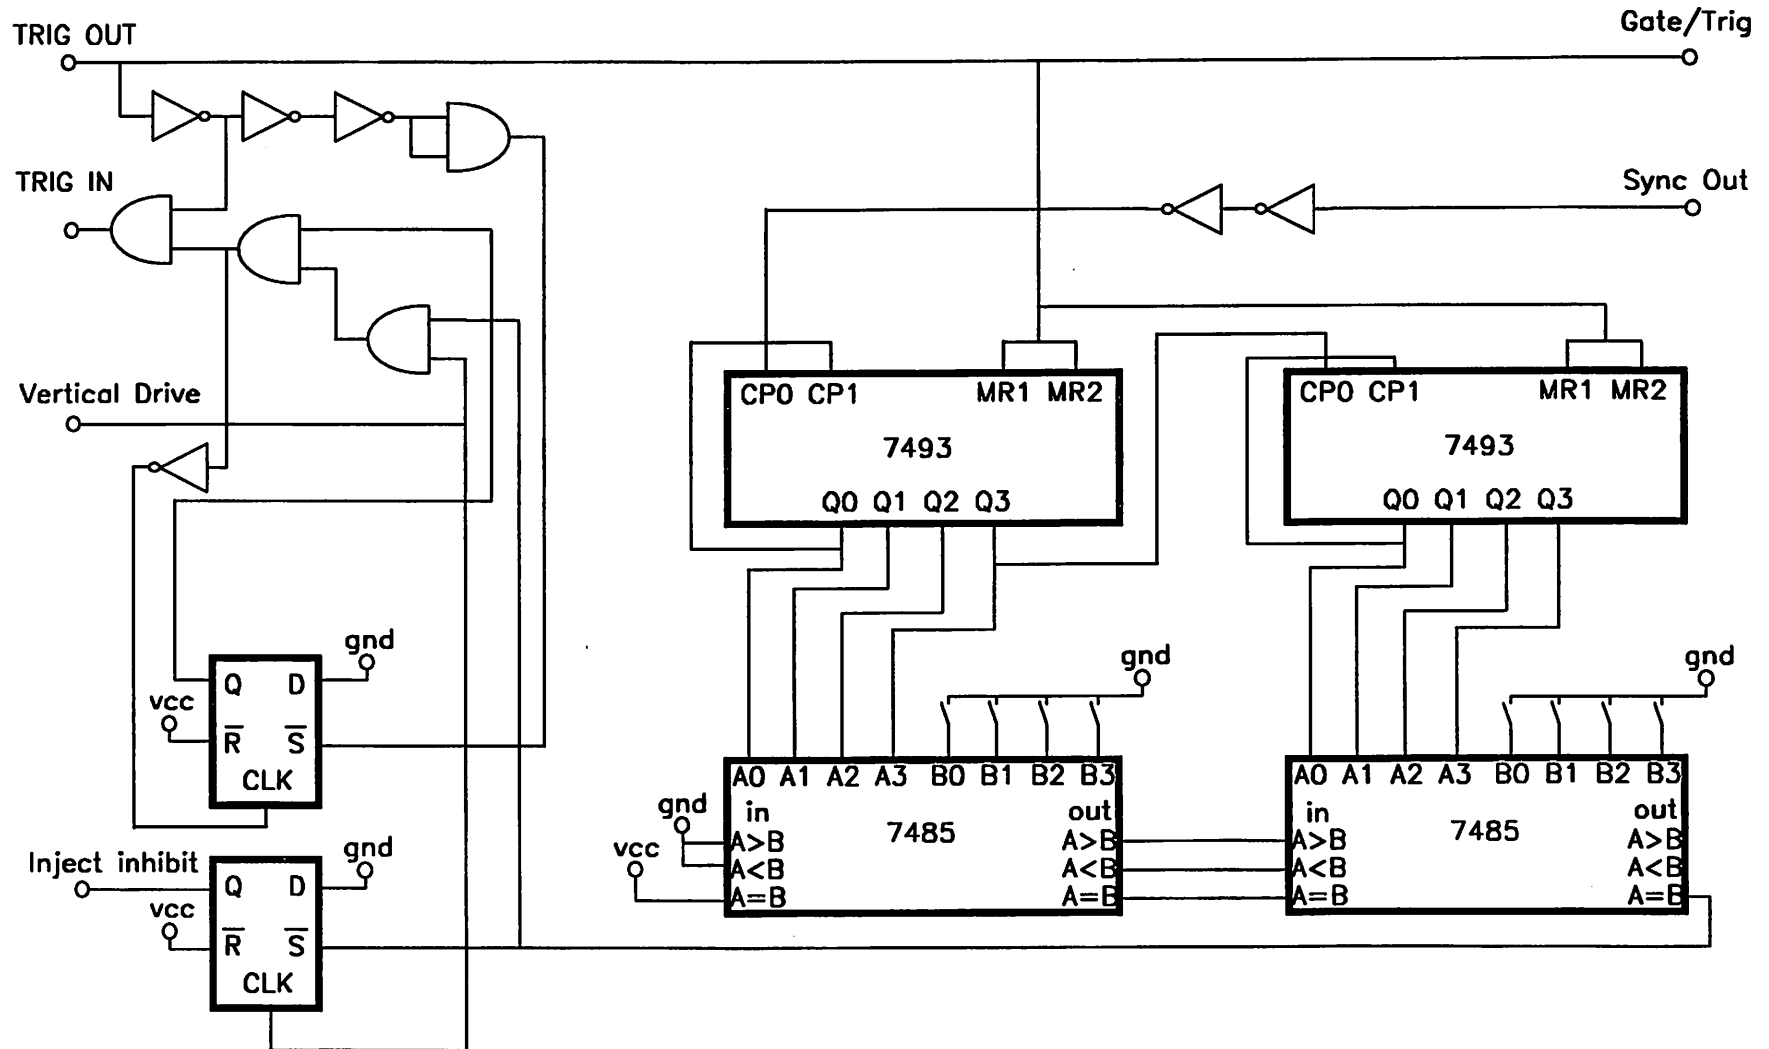 TRIG OUT
Gate/Trig
TRIG IN
Sync Out
Vertical Drive
CP0 CP1 MR1 MR2
7493
Q0 Q1 Q2 Q3
CP0 CP1 MR1 MR2
7493
Q0 Q1 Q2 Q3
gnd
vcc
Q D
R S
CLK
Inject inhibit
gnd
vcc
Q D
R S
CLK
gnd
A0 A1 A2 A3 B0 B1 B2 B3
gnd in 7485 out
A>B A>B
vcc A<B A<B
A=B A=B
gnd
A0 A1 A2 A3 B0 B1 B2 B3
in 7485 out
A>B A>B
A<B A<B
A=B A=B